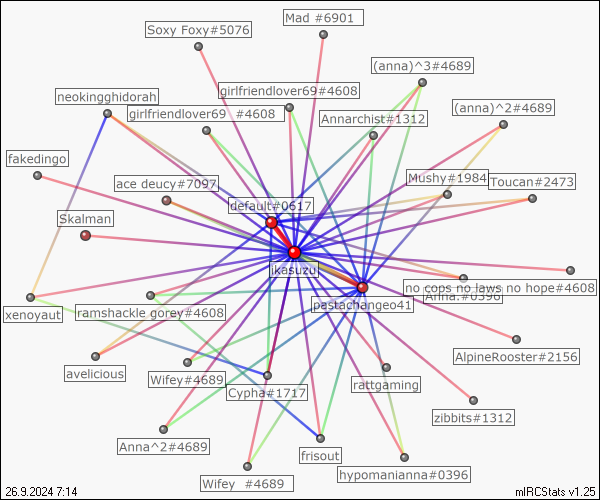 Mad #6901
Soxy Foxy#5076
(anna)^3#4689
girlfriendlover69#4608
neokingghidorah
(anna)^2#4689
girlfriendlover69 #4608
Annarchist#1312
fakedingo
Mushy#1984
ace deucy#7097
Toucan#2473
default#0617
Skalman
ikasuzu
no cops no laws no hope#4608
Anna.#0396
pastachangeo41
xenoyaut
ramshackle gorey#4608
AlpineRooster#2156
avelicious
Wifey#4689
rattgaming
Cypha#1717
zibbits#1312
Anna^2#4689
frisout
hypomanianna#0396
Wifey #4689
26.9.2024 7:14
mIRCStats v1.25